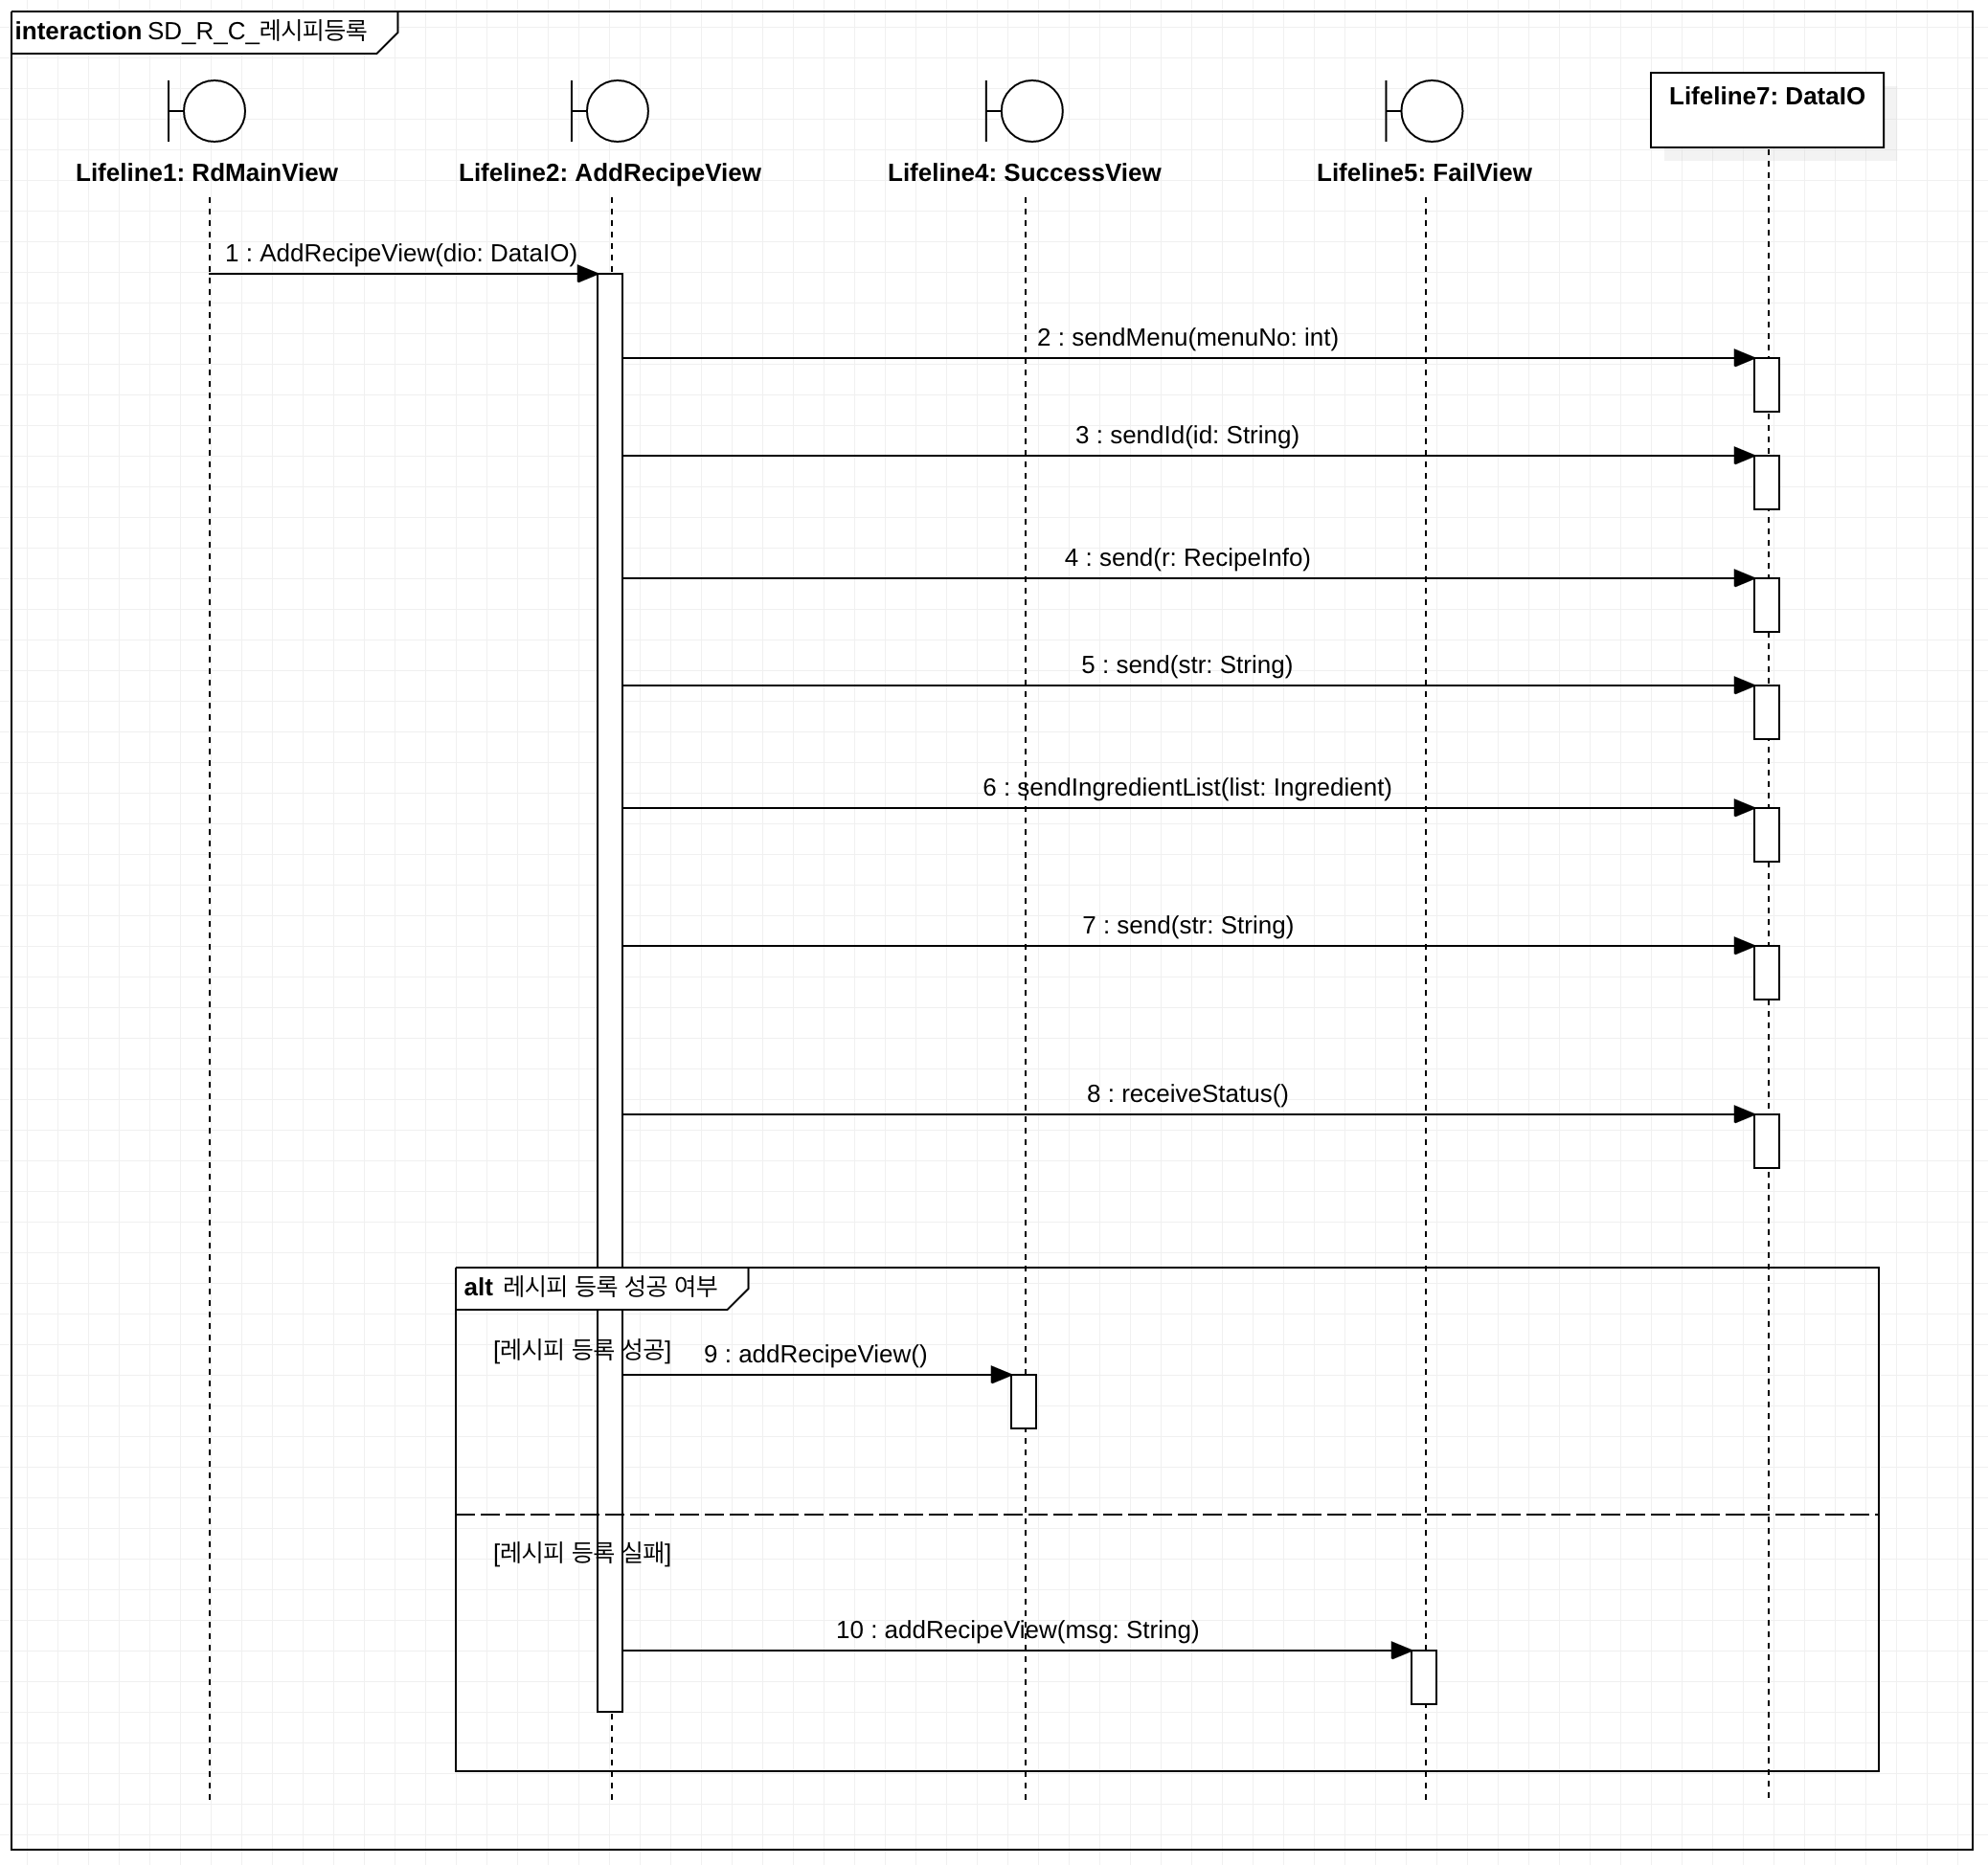 interaction SD_R_C_레시피등록
Lifeline7: DataIO
Lifeline1: RdMainView
Lifeline2: AddRecipeView
Lifeline4: SuccessView
Lifeline5: FailView
1 : AddRecipeView(dio: DataIO)
2 : sendMenu(menuNo: int)
3 : sendId(id: String)
4 : send(r: RecipeInfo)
5 : send(str: String)
6 : sendIngredientList(list: Ingredient)
7 : send(str: String)
8 : receiveStatus()
alt 레시피 등록 성공 여부
[레시피 등록 성공]
9 : addRecipeView()
[레시피 등록 실패]
10 : addRecipeView(msg: String)